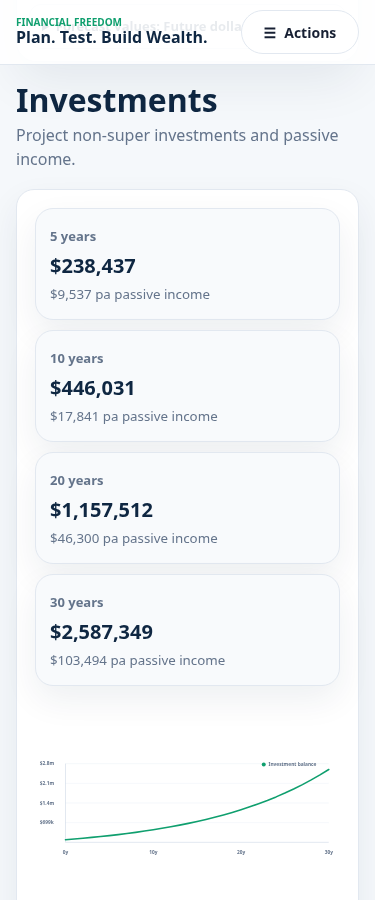 FINANCIAL FREEDOM
Plan. Test. Build Wealth.
values: Future dolla
☰ Actions
Investments
Project non-super investments and passive
income.
5 years
$238,437
$9,537 pa passive income
10 years
$446,031
$17,841 pa passive income
20 years
$1,157,512
$46,300 pa passive income
30 years
$2,587,349
$103,494 pa passive income
Investment balance
$2.8m
$2.1m
$1.4m
$699k
0y
10y
20y
30y